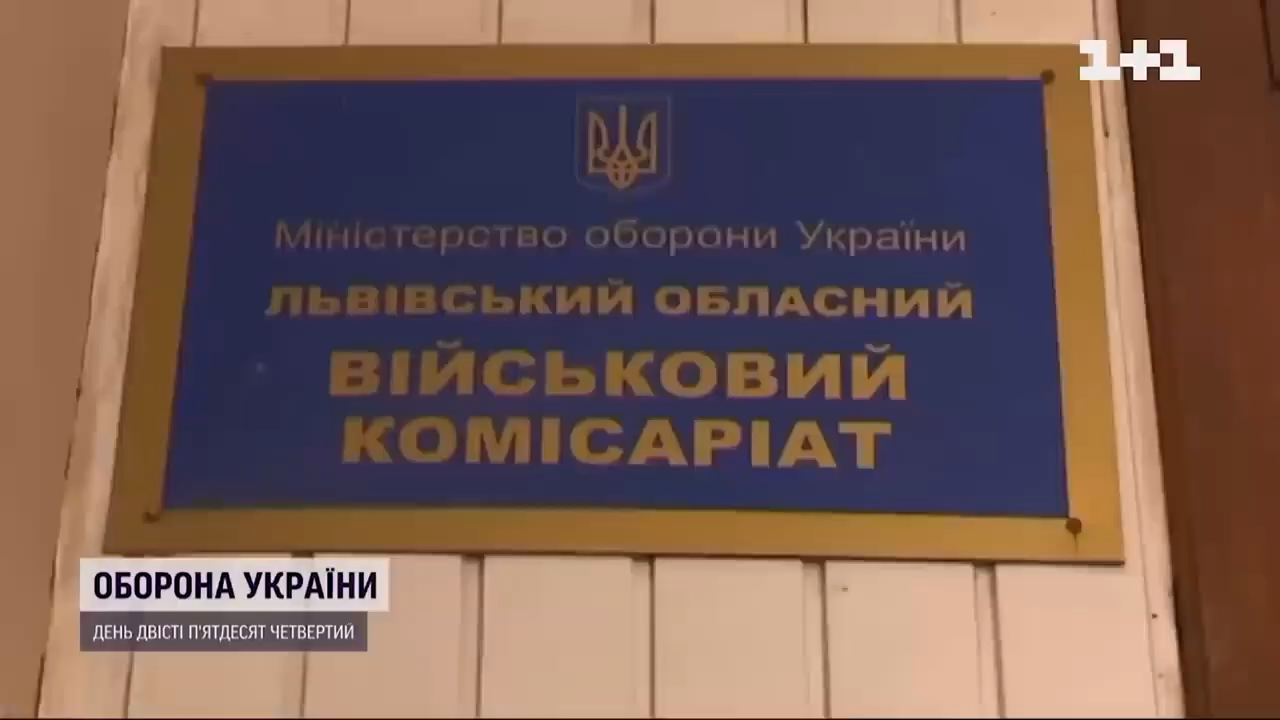 1+1
Міністерство оборони України
ЛЬВІВСЬКИЙ ОБЛАСНИЙ
ВІЙСЬКОВИЙ
КОМІСАРІАТ
ОБОРОНА УКРАЇНИ
ДЕНЬ ДВІСТІ П'ЯТДЕСЯТ ЧЕТВЕРТИЙ